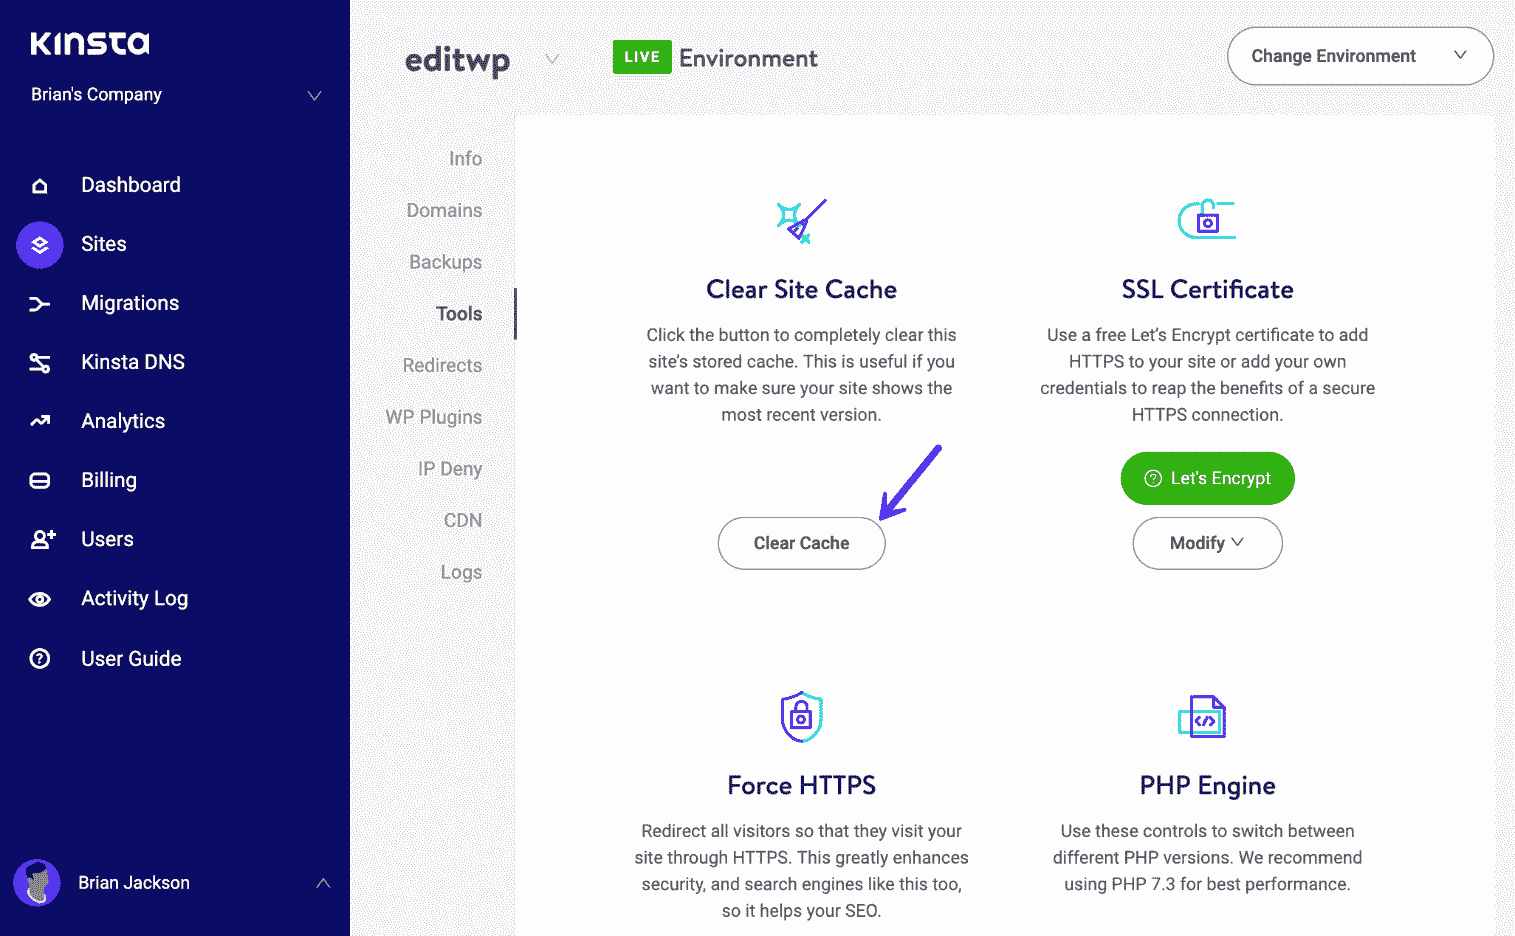 KINSTA
Brian's Company
Dashboard
Sites
Migrations
Kinsta DNS
Analytics
Billing
Users
Activity Log
User Guide
Brian Jackson
editwp
LIVE Environment
Change Environment
Info
Domains
Backups
Tools
Redirects
WP Plugins
IP Deny
CDN
Logs
Clear Site Cache
Click the button to completely clear this
site’s stored cache. This is useful if you
want to make sure your site shows the
most recent version.
Clear Cache
SSL Certificate
Use a free Let’s Encrypt certificate to add
HTTPS to your site or add your own
credentials to reap the benefits of a secure
HTTPS connection.
Let's Encrypt
Modify
Force HTTPS
Redirect all visitors so that they visit your
site through HTTPS. This greatly enhances
security, and search engines like this too,
so it helps your SEO.
PHP Engine
Use these controls to switch between
different PHP versions. We recommend
using PHP 7.3 for best performance.